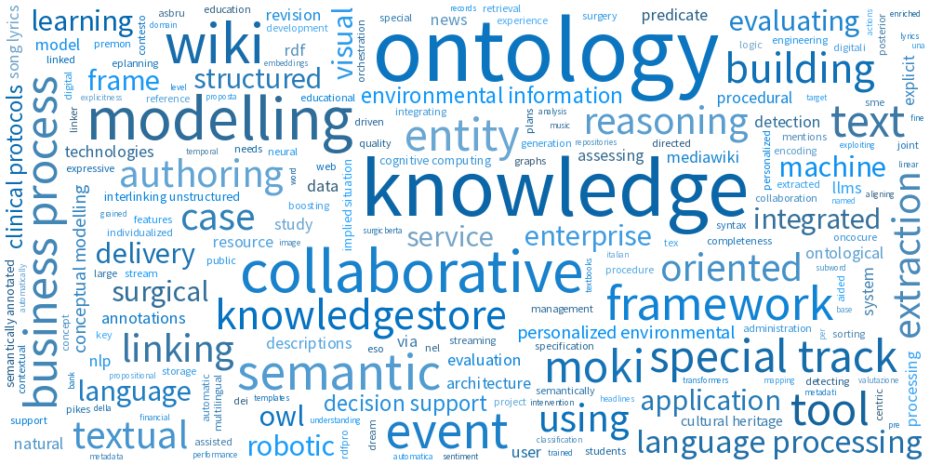 learning
wiki
asbru
education
revision
development
rdf
visual
orchestration
special
news
records
retrieval
experience
surgery
predicate
evaluating
logic
engineering
actions
posterior
enriched
lyrics
una
song lyrics
contesto
domain
model
premon
linked
eplanning
embeddings
ontology
building
digitali
explicit
frame
structured
environmental information
procedural
digital
level
explicitness
reference
proposta
educational
integrating
analysis
music
repositories
target
sme
fine
clinical protocols
linker
modelling
driven
plans
entity
reasoning
detection
text
quality
generation
directed
mentions
encoding
exploiting
joint
technologies
temporal
needs
neural
cognitive computing
graphs
assessing
mediawiki
personalized
machine
expressive
authoring
word
web
data
knowledge
extracted
llms
linear
aligning
collaboration
named
interlinking unstructured
boosting
implied situation
business process
conceptual modelling
grained
features
individualized
case
study
surgicberta
service
enterprise
tex
syntax
completeness
oncocure
integrated
extraction
delivery
resource
image
public
italian
procedure
textbooks
oriented
ontological
subword
aided
base
system
semantically annotated
automatically
large
stream
surgical
collaborative
framework
annotations
knowledgestore
management
personalized environmental
administration
per
sorting
concept
key
contextual
linking
descriptions
via
eso
nel
streaming
specification
special track
nlp
propositional
storage
semantic
evaluation
moki
transformers
mapping
detecting
valutazione
processing
bank
language
automatic
multilingual
dei
templates
architecture
semantically
project
intervention
application
metadati
centric
pre
support
pikes
della
financial
owl
decision support
understanding
headlines
using
cultural heritage
tool
natural
textual
assisted
robotic
rdfpro
dream
event
classification
user
trained
students
language processing
metadata
performance
automatica
sentiment